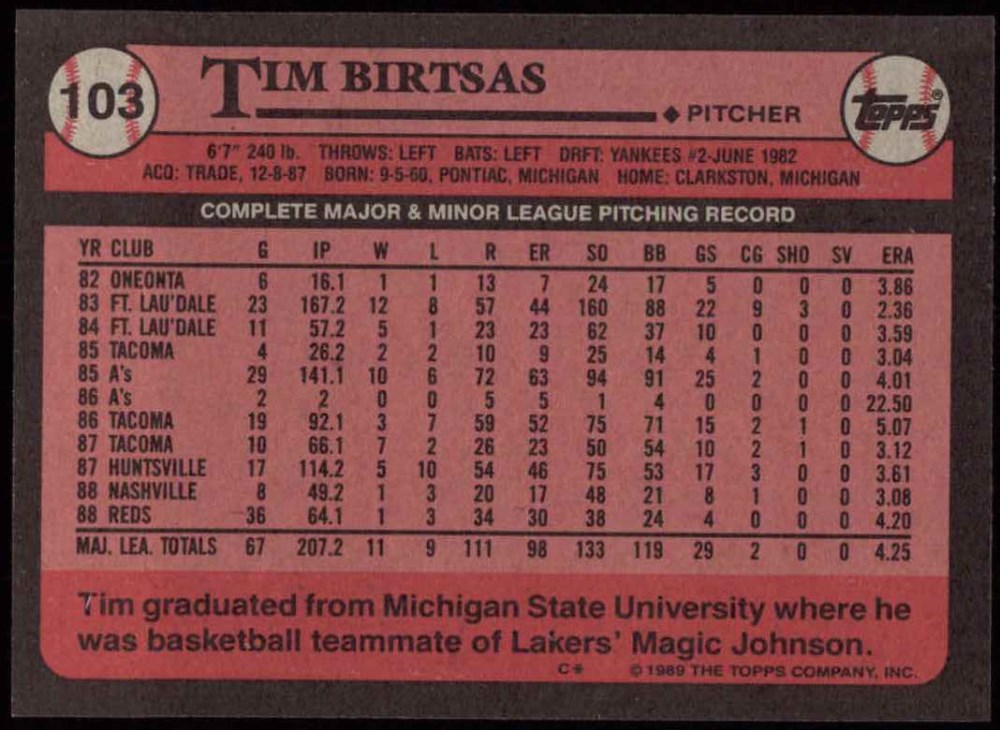 103
TIM BIRTSAS
◆ PITCHER
Topps®
6'7" 240 lb. THROWS: LEFT BATS: LEFT DRFT: YANKEES #2-JUNE 1982
ACQ: TRADE, 12-8-87 BORN: 9-5-60, PONTIAC, MICHIGAN HOME: CLARKSTON, MICHIGAN
COMPLETE MAJOR & MINOR LEAGUE PITCHING RECORD
YR CLUB G IP W L R ER SO BB GS CG SHO SV ERA
82 ONEONTA 6 16.1 1 1 13 7 24 17 5 0 0 0 3.86
83 FT. LAU'DALE 23 167.2 12 8 57 44 160 88 22 9 3 0 2.36
84 FT. LAU'DALE 11 57.2 5 1 23 23 62 37 10 0 0 0 3.59
85 TACOMA 4 26.2 2 2 10 9 25 14 4 1 0 0 3.04
85 A's 29 141.1 10 6 72 63 94 91 25 2 0 0 4.01
86 A's 2 2 0 0 5 5 1 4 0 0 0 0 22.50
86 TACOMA 19 92.1 3 7 59 52 75 71 15 2 1 0 5.07
87 TACOMA 10 66.1 7 2 26 23 50 54 10 2 1 0 3.12
87 HUNTSVILLE 17 114.2 5 10 54 46 75 53 17 3 0 0 3.61
88 NASHVILLE 8 49.2 1 3 20 17 48 21 8 1 0 0 3.08
88 REDS 36 64.1 1 3 34 30 38 24 4 0 0 0 4.20
MAJ. LEA. TOTALS 67 207.2 11 9 111 98 133 119 29 2 0 0 4.25
Tim graduated from Michigan State University where he
was basketball teammate of Lakers' Magic Johnson.
C* © 1989 THE TOPPS COMPANY, INC.